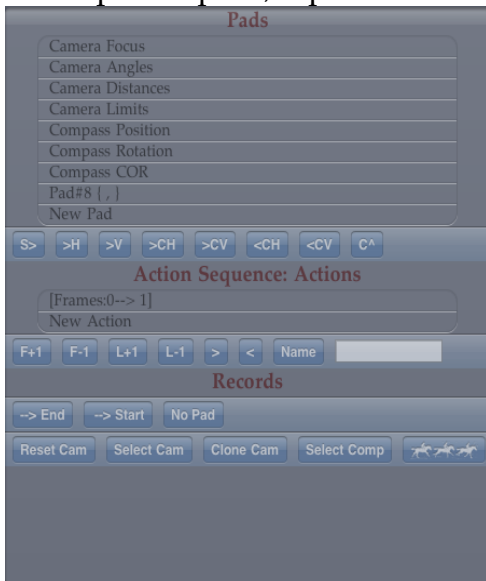 Pads
Camera Focus
Camera Angles
Camera Distances
Camera Limits
Compass Position
Compass Rotation
Compass COR
Pad#8 { , }
New Pad
S> >H >V >CH >CV <CH <CV C^
Action Sequence: Actions
[Frames:0--> 1]
New Action
F+1 F-1 L+1 L-1 > < Name
Records
--> End --> Start No Pad
Reset Cam Select Cam Clone Cam Select Comp